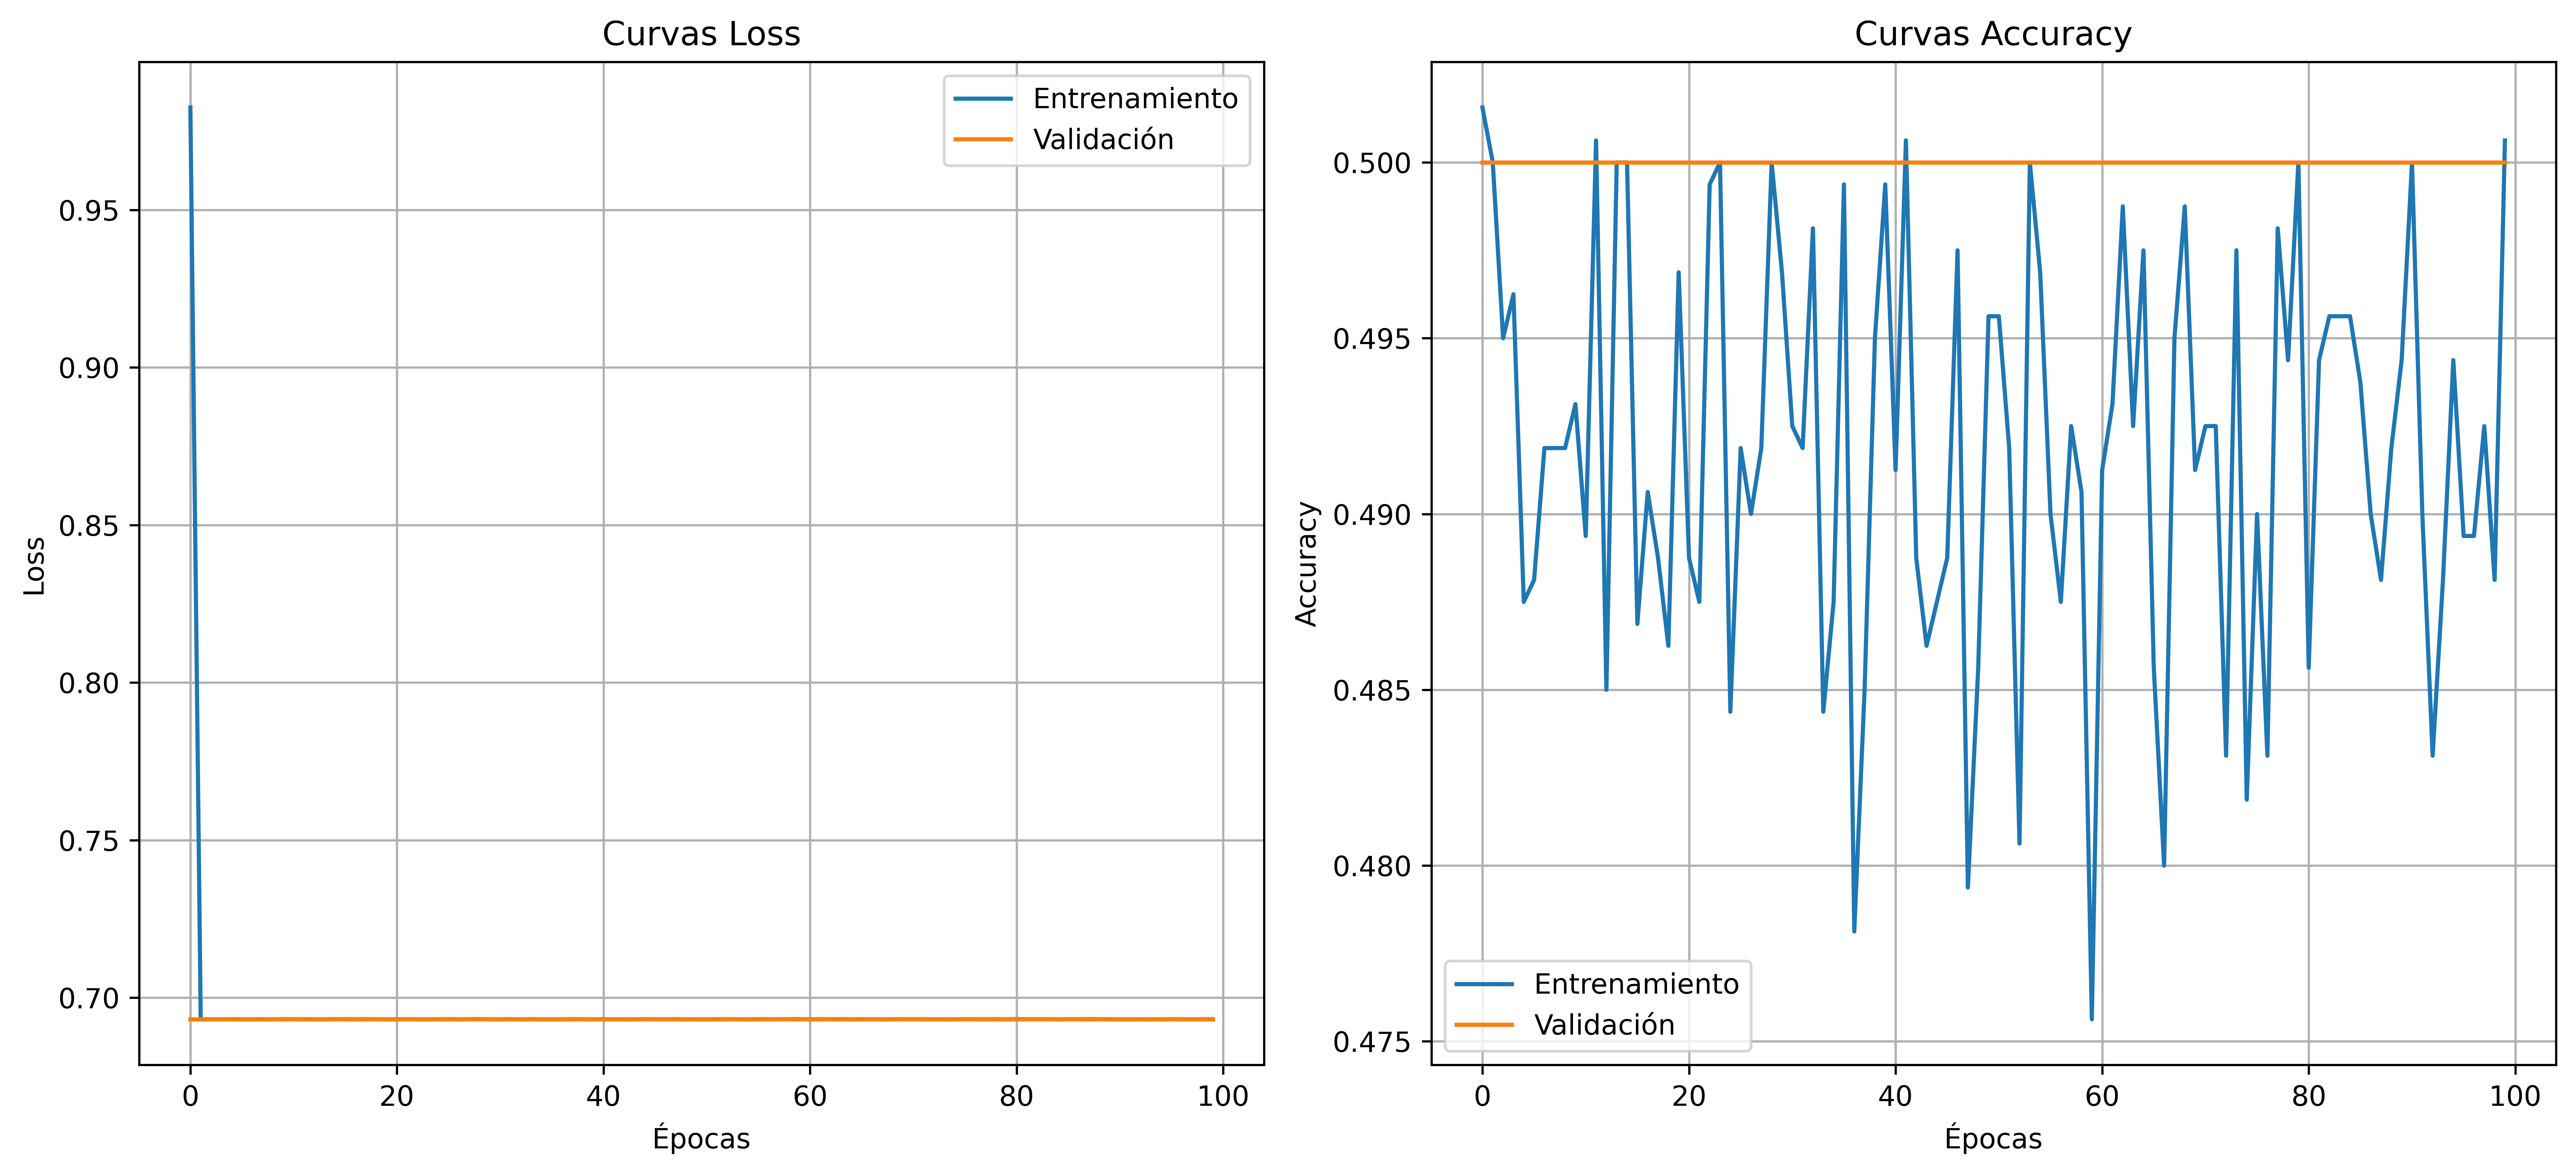 Curvas Loss
Loss
0.95
0.90
0.85
0.80
0.75
0.70
0 20 40 60 80 100
Épocas
Entrenamiento
Validación
Curvas Accuracy
Accuracy
0.500
0.495
0.490
0.485
0.480
0.475
0 20 40 60 80 100
Épocas
Entrenamiento
Validación